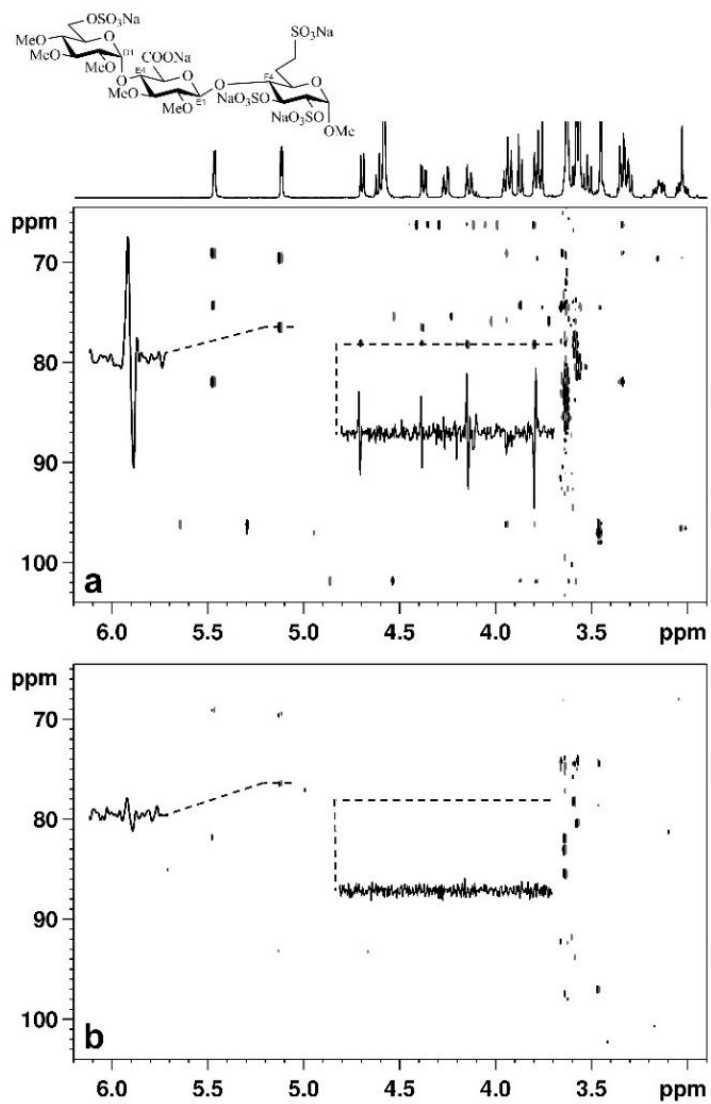 OSO3Na
SO3Na
MeO
O
D1
COONa
MeO
MeO
O
E4
O
O
F4
O
MeO
MeO
E1
NaO3SO
NaO3SO
OMe
ppm
70
80
90
100
a
6.0 5.5 5.0 4.5 4.0 3.5 ppm
ppm
70
80
90
100
b
6.0 5.5 5.0 4.5 4.0 3.5 ppm